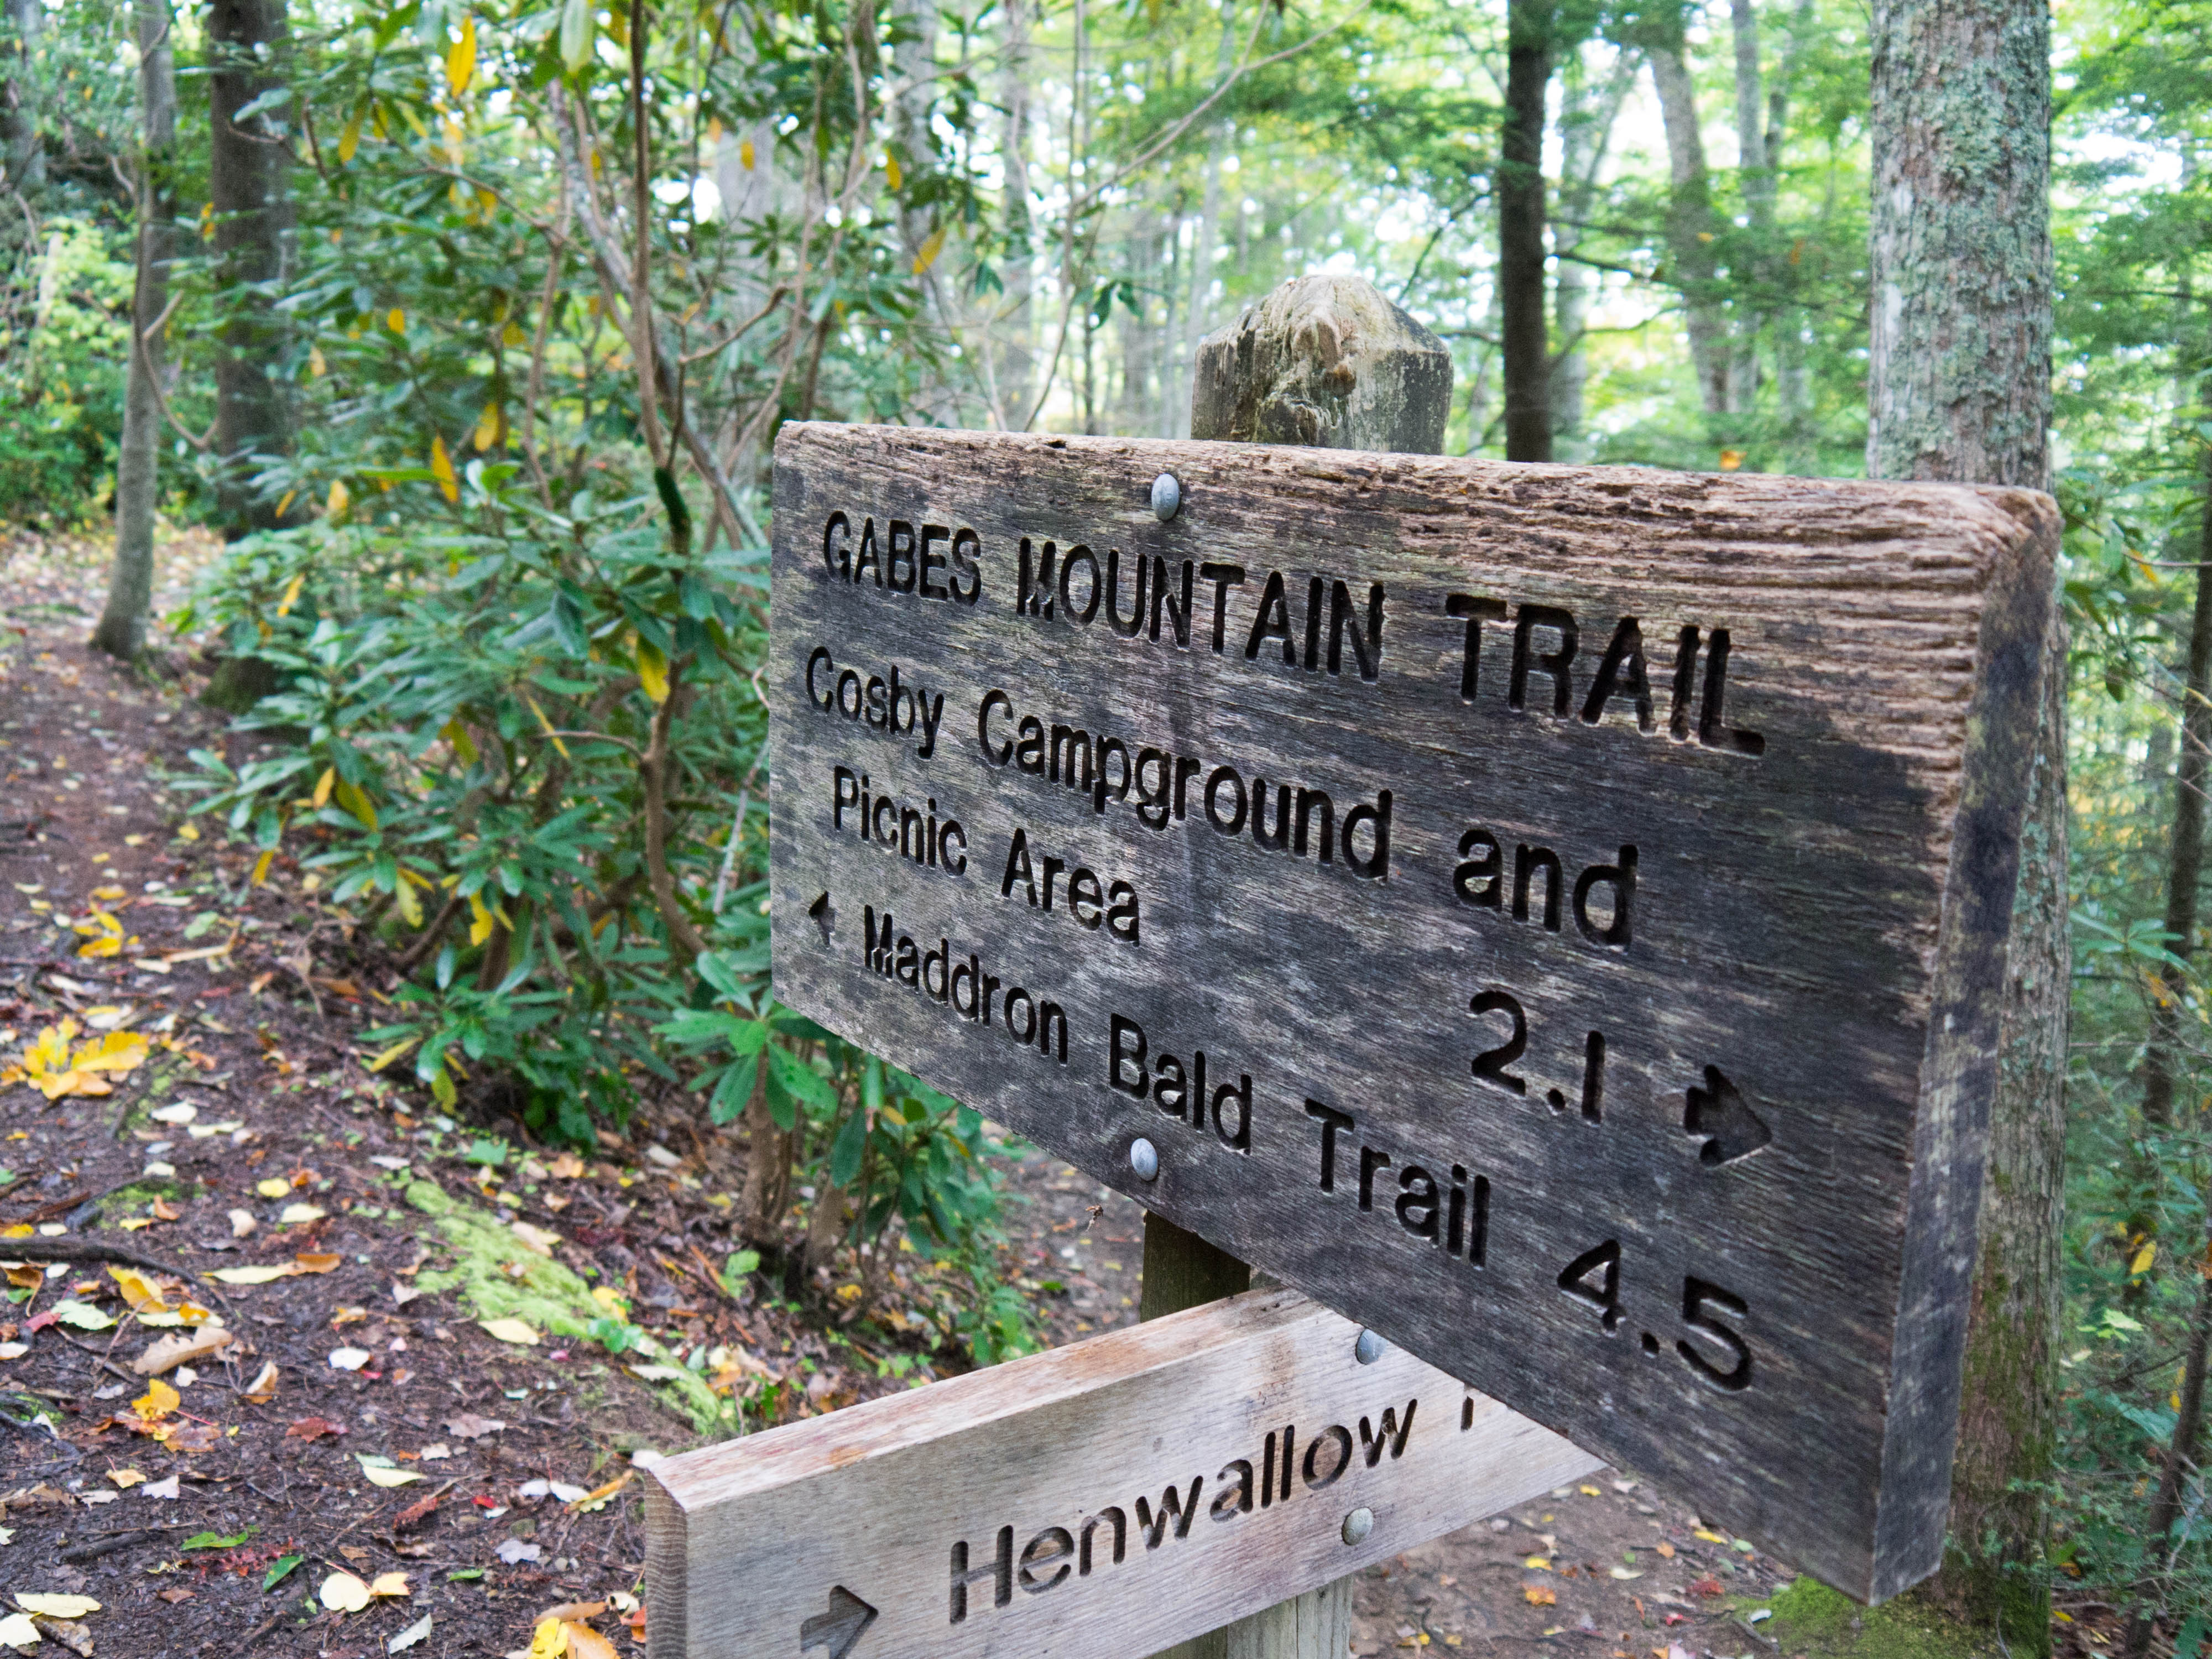 GABES MOUNTAIN TRAIL
Cosby Campground and
Picnic Area 2.1
Maddron Bald Trail 4.5
Henwallow